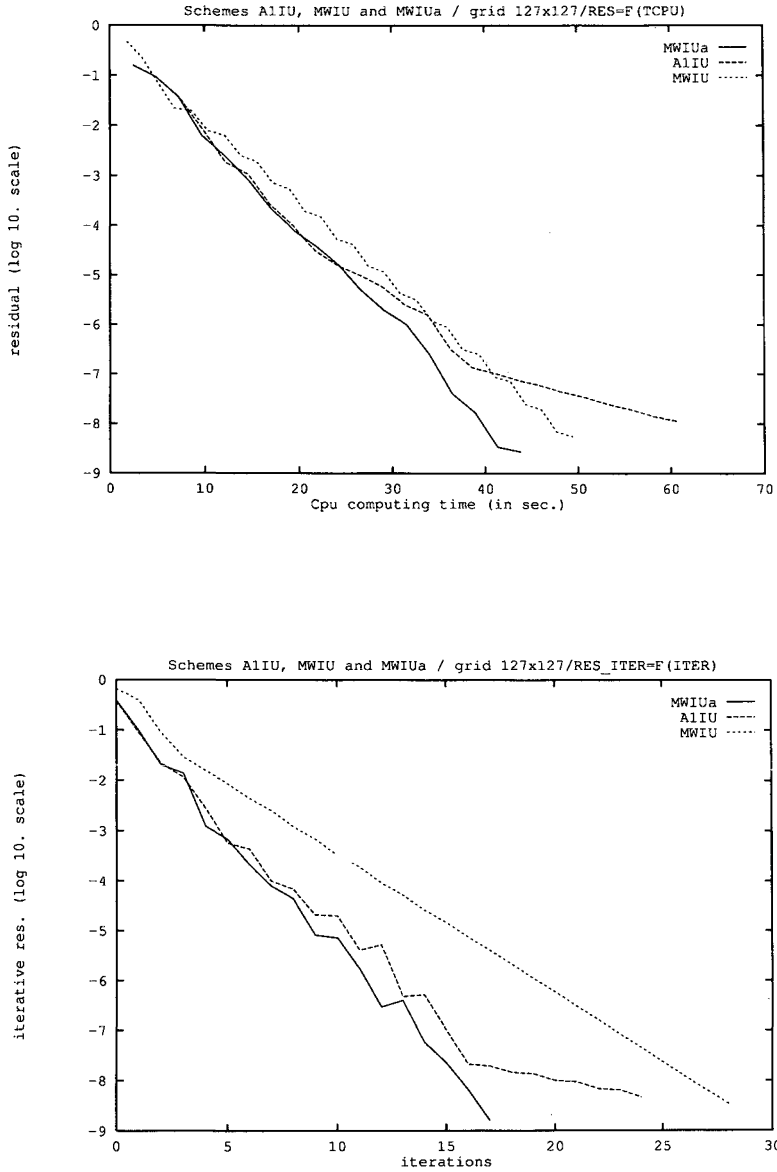 Schemes A1IU, MWIU and MWIUa / grid 127x127/RES=F(TCPU)
MWIUa
A1IU
MWIU
residual (log 10. scale)
0
-1
-2
-3
-4
-5
-6
-7
-8
-9
0 10 20 30 40 50 60 70
Cpu computing time (in sec.)
Schemes A1IU, MWIU and MWIUa / grid 127x127/RES_ITER=F(ITER)
MWIUa
A1IU
MWIU
iterative res. (log 10. scale)
0
-1
-2
-3
-4
-5
-6
-7
-8
-9
0 5 10 15 20 25 30
iterations